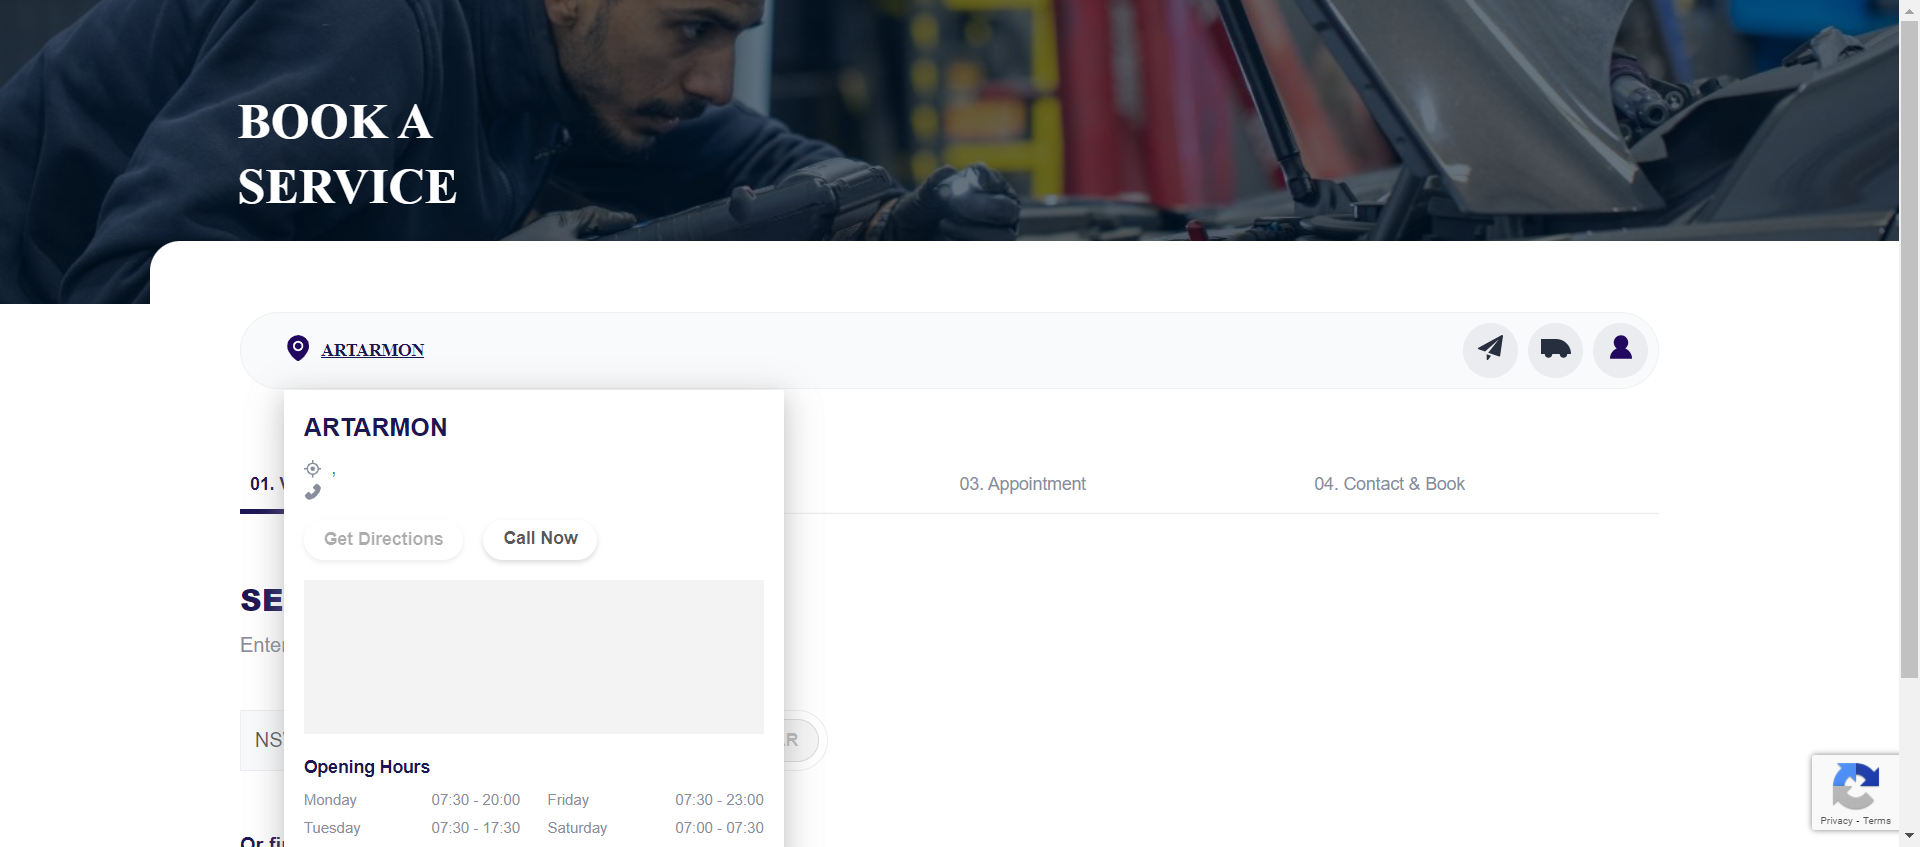 BOOK A
SERVICE
ARTARMON
ARTARMON
,
01.
03. Appointment
04. Contact & Book
Get Directions
Call Now
SE
Enter
NS
R
Opening Hours
Monday 07:30 - 20:00 Friday 07:30 - 23:00
Tuesday 07:30 - 17:30 Saturday 07:00 - 07:30
Or fi
Privacy - Terms